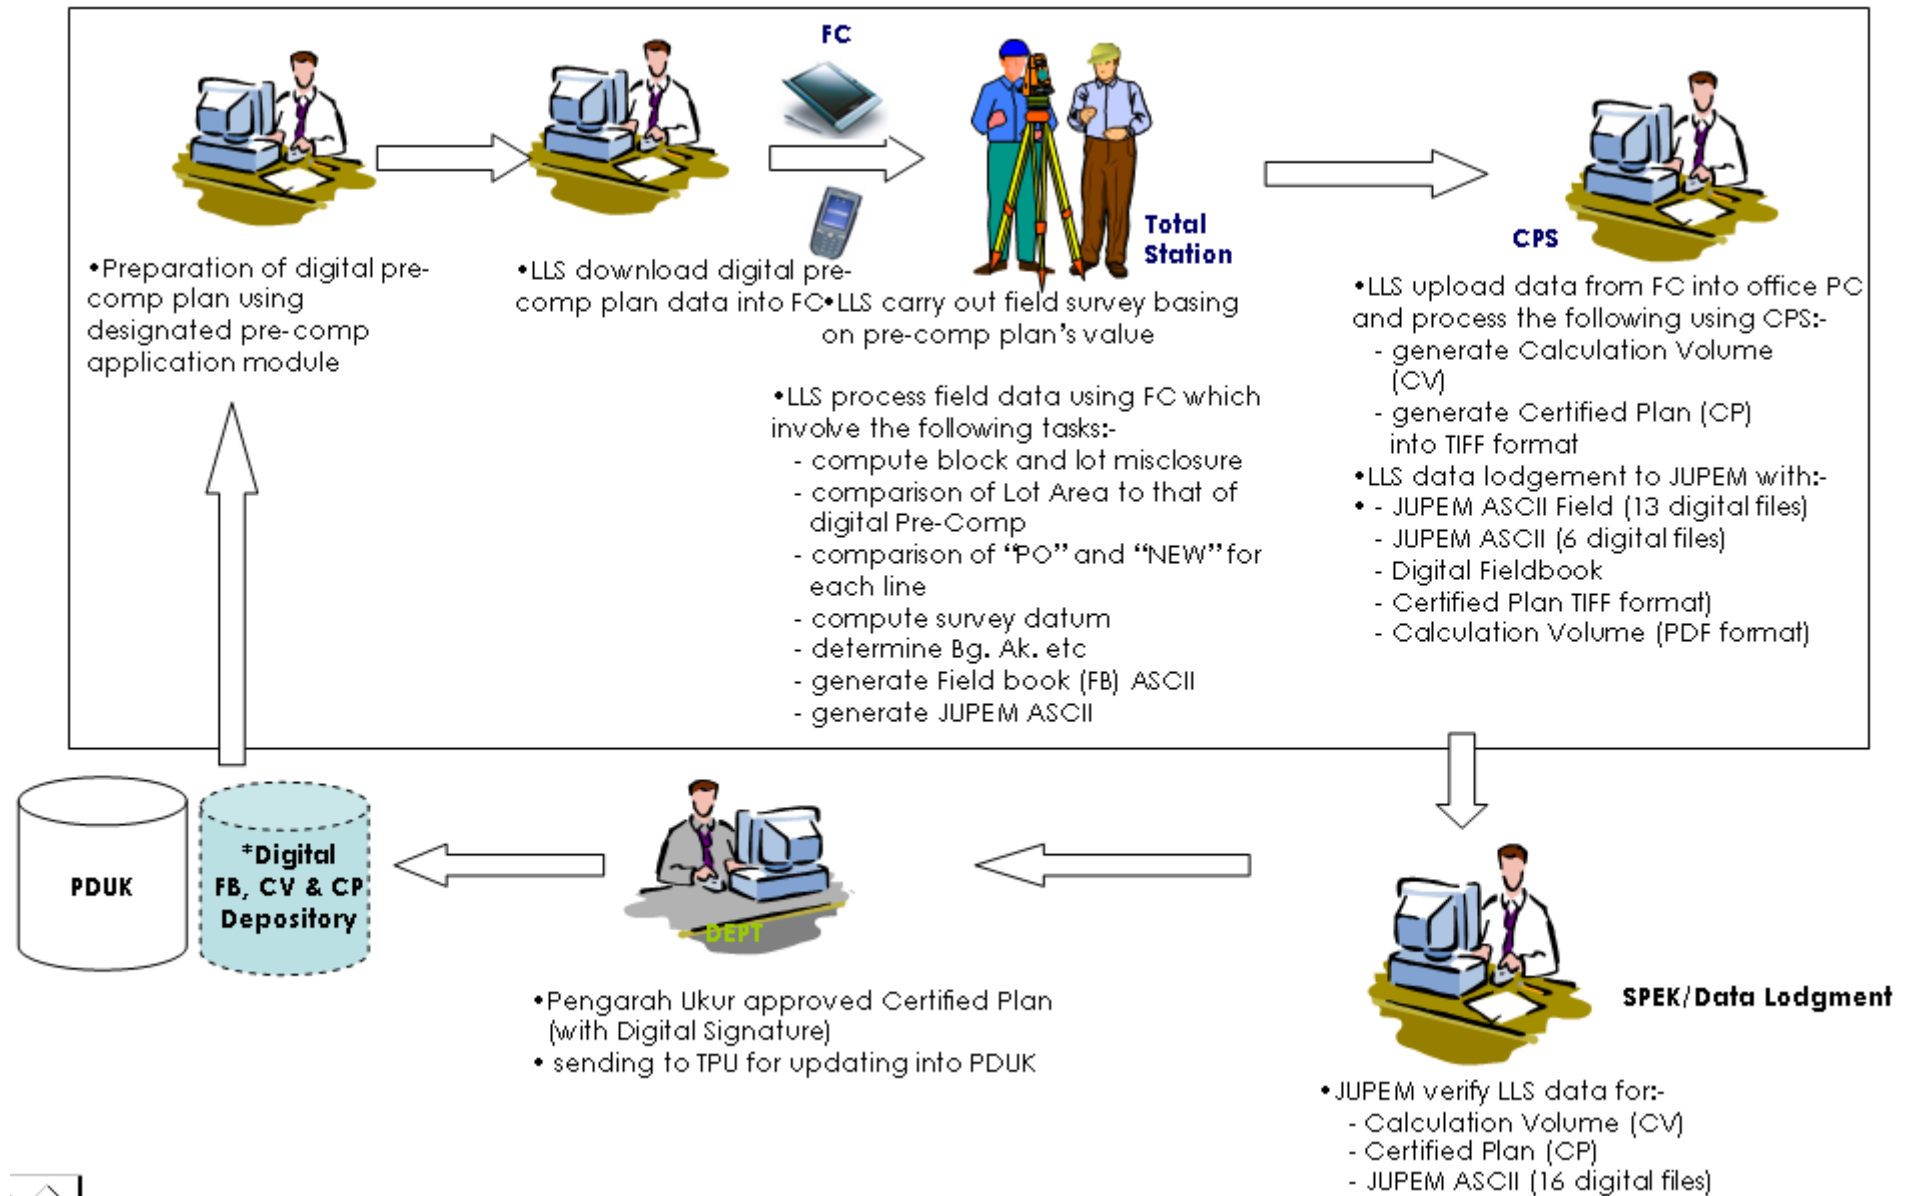 FC
Total
Station
CPS
•Preparation of digital pre-
comp plan using
designated pre-comp
application module
•LLS download digital pre-
comp plan data into FC
•LLS carry out field survey basing
on pre-comp plan's value
•LLS process field data using FC which
involve the following tasks:-
- compute block and lot misclosure
- comparison of Lot Area to that of
digital Pre-Comp
- comparison of “PO” and “NEW” for
each line
- compute survey datum
- determine Bg. Ak. etc
- generate Field book (FB) ASCII
- generate JUPEM ASCII
•LLS upload data from FC into office PC
and process the following using CPS:-
- generate Calculation Volume
(CV)
- generate Certified Plan (CP)
into TIFF format
•LLS data lodgement to JUPEM with:-
• - JUPEM ASCII Field (13 digital files)
- JUPEM ASCII (6 digital files)
- Digital Fieldbook
- Certified Plan TIFF format)
- Calculation Volume (PDF format)
PDUK
*Digital
FB, CV & CP
Depository
DEPT
•Pengarah Ukur approved Certified Plan
(with Digital Signature)
• sending to TPU for updating into PDUK
SPEK/Data Lodgment
•JUPEM verify LLS data for:-
- Calculation Volume (CV)
- Certified Plan (CP)
- JUPEM ASCII (16 digital files)